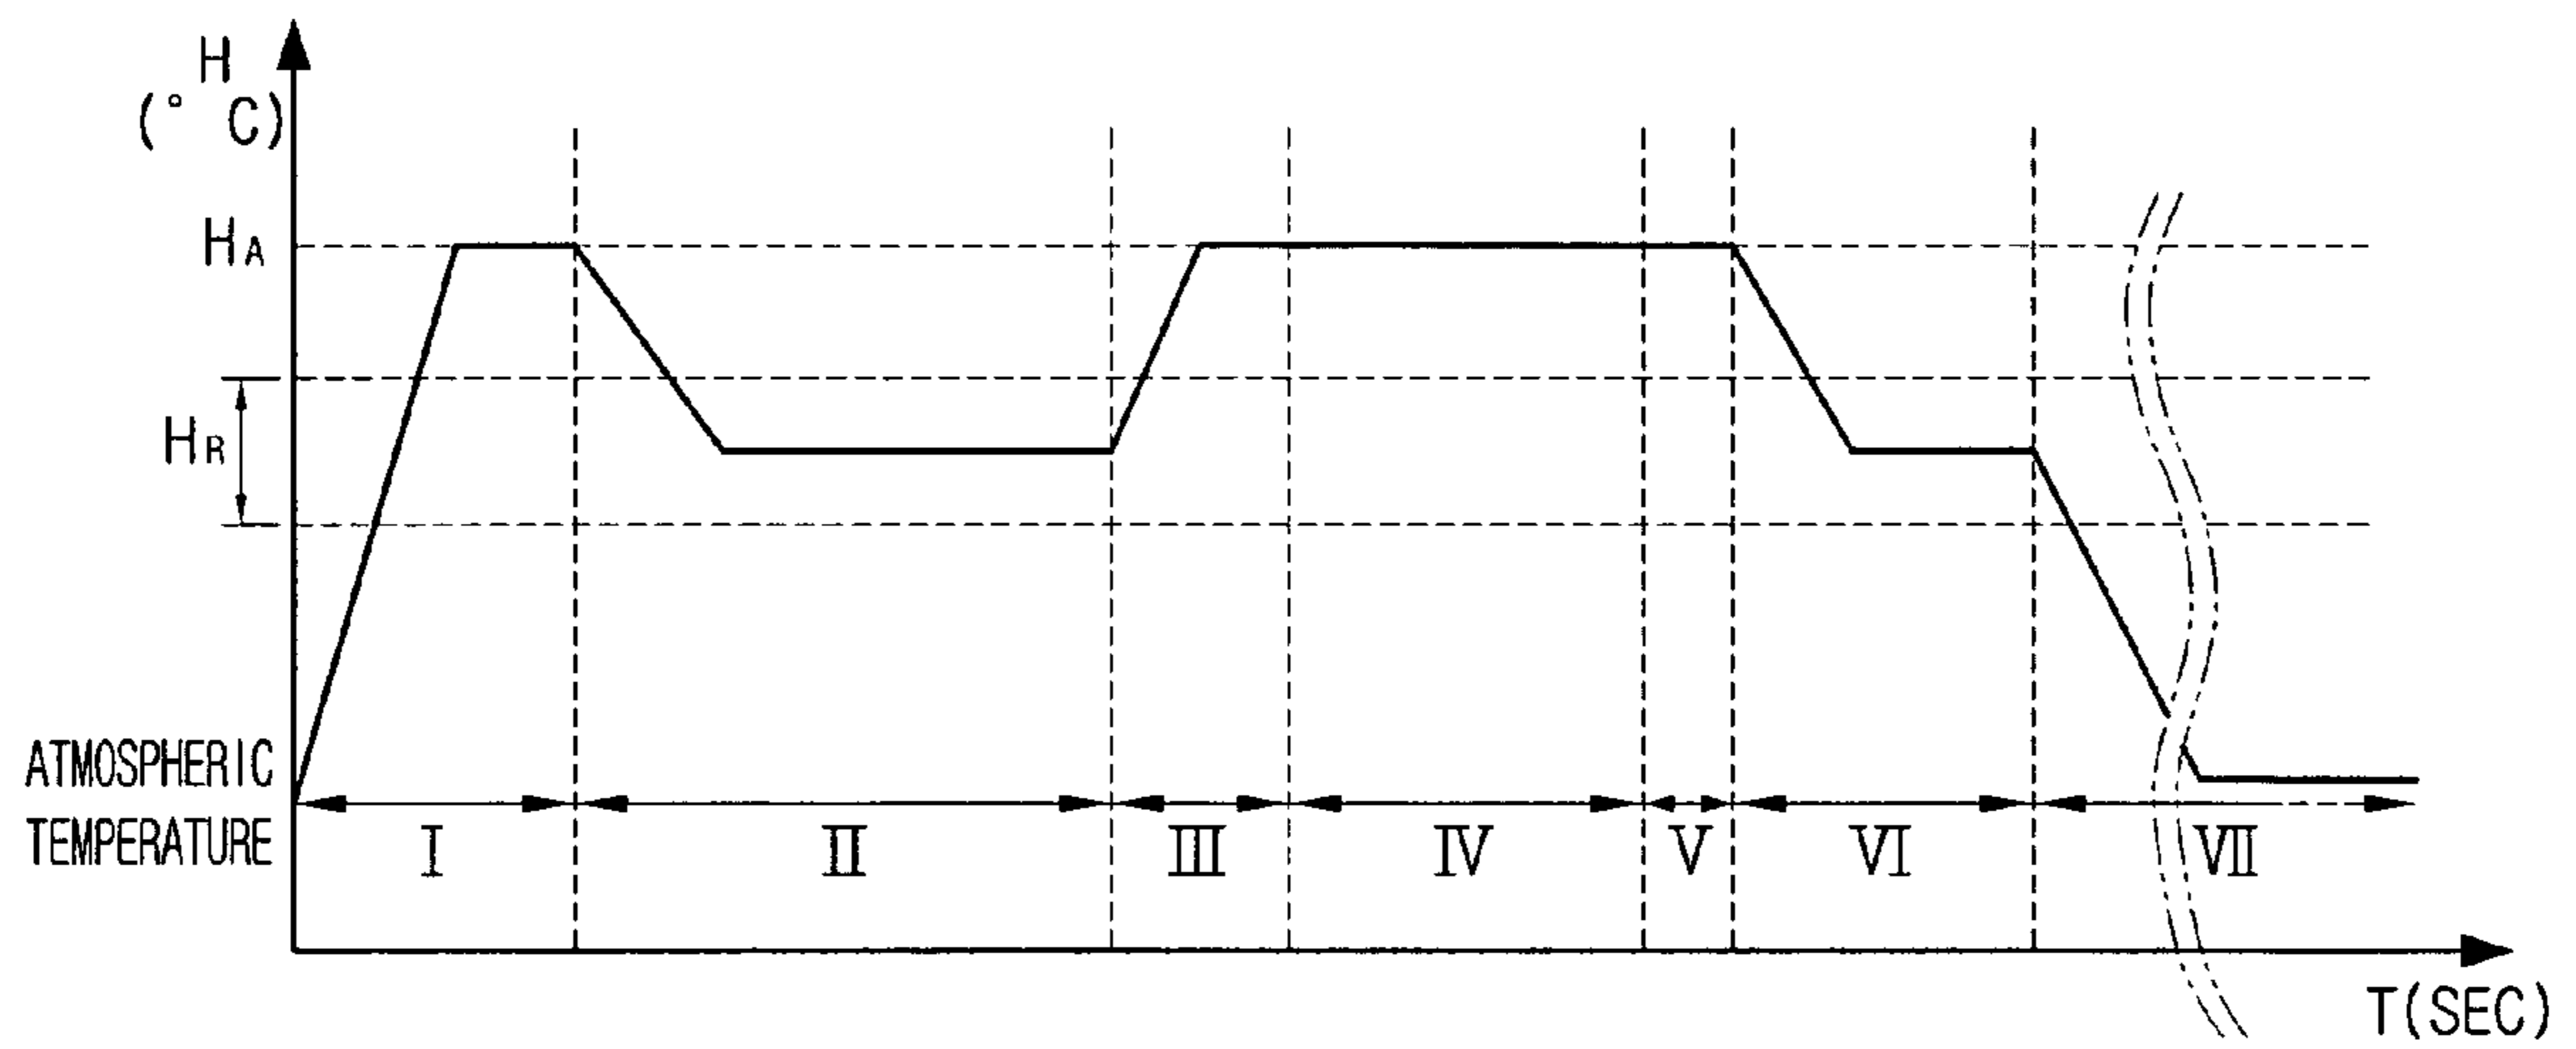 H
(° C)
HA
HR
ATMOSPHERIC
TEMPERATURE
I II III IV V VI VII
T(SEC)